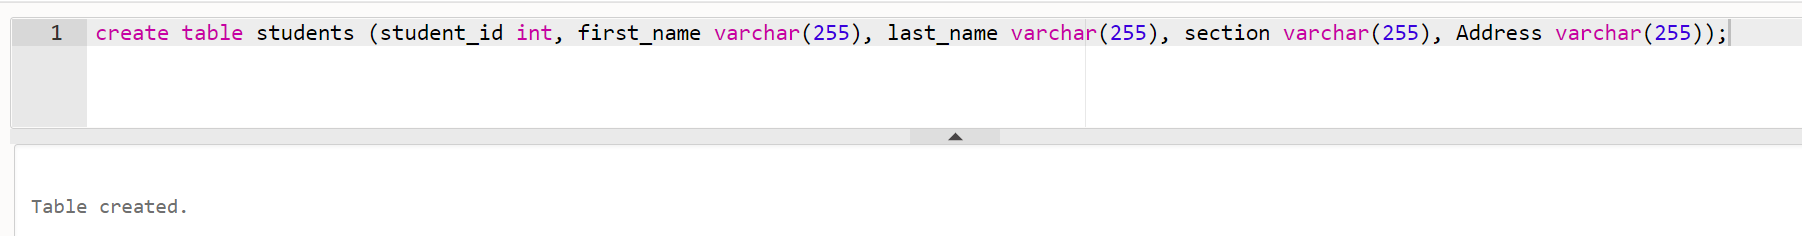 1 create table students (student_id int, first_name varchar(255), last_name varchar(255), section varchar(255), Address varchar(255));
Table created.